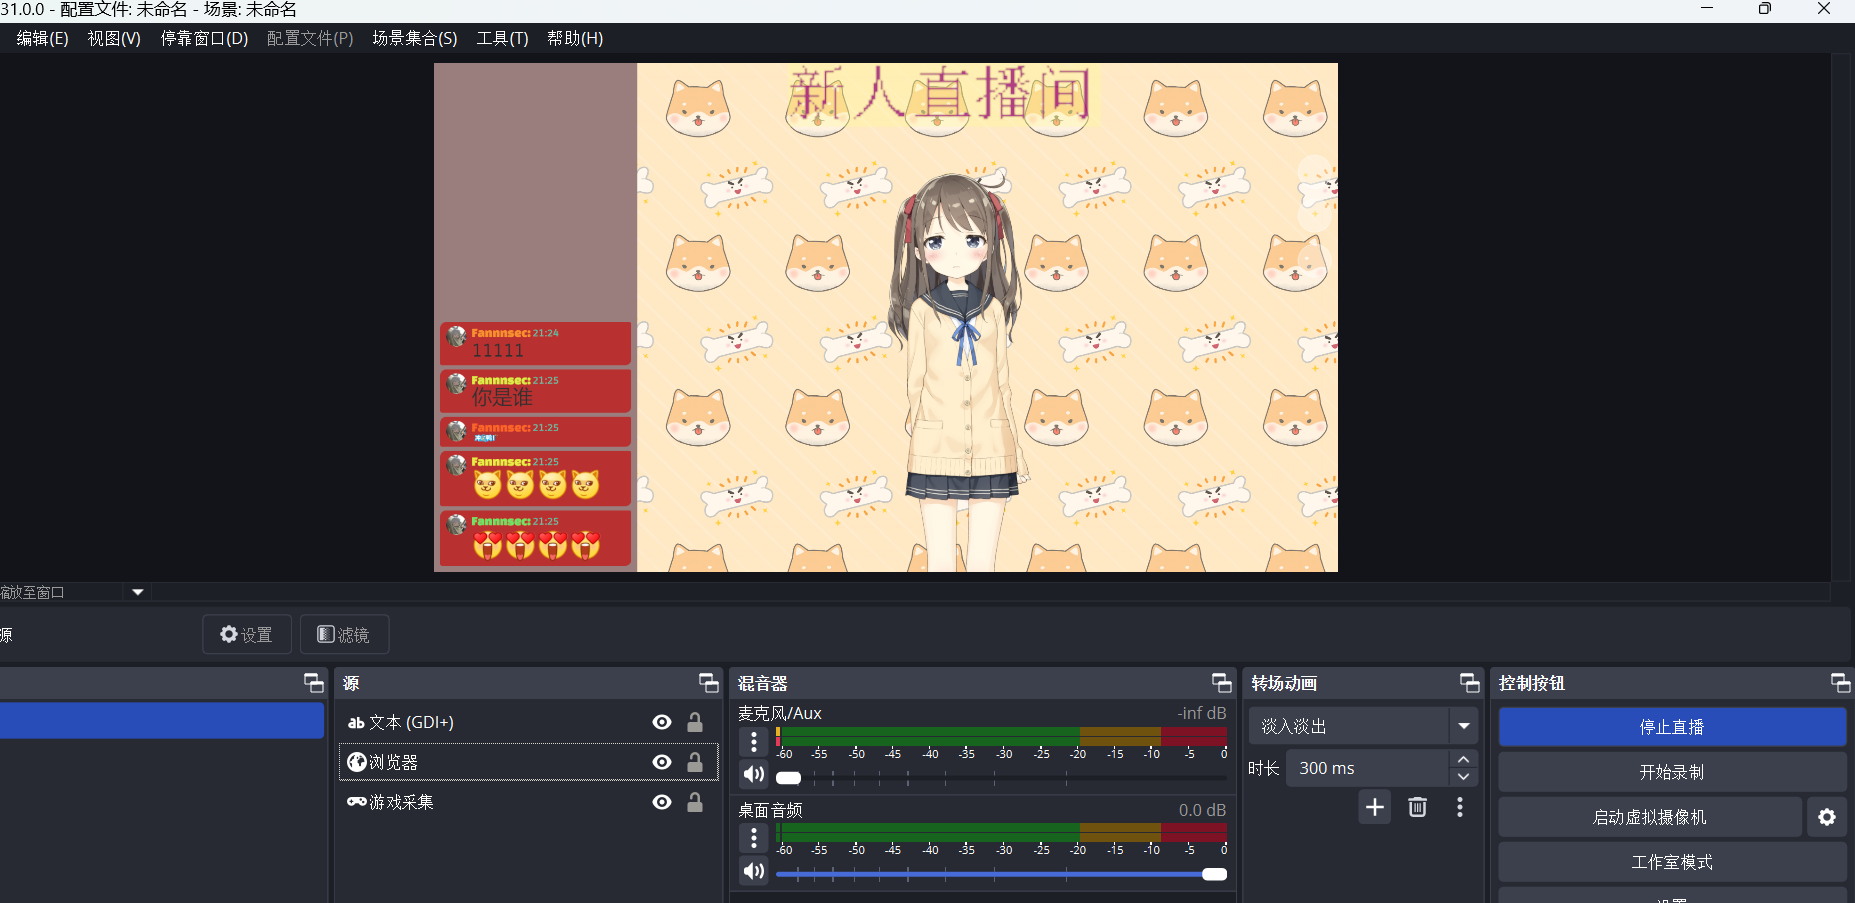 31.0.0 - 配置文件: 未命名 - 场景: 未命名
编辑(E) 视图(V) 停靠窗口(D) 配置文件(P) 场景集合(S) 工具(T) 帮助(H)
新人直播间
Fannnsec: 21:24
11111
Fannnsec: 21:25
你是谁
Fannnsec: 21:25
Fannnsec: 21:25
Fannnsec: 21:25
缩放至窗口
源 设置 滤镜
源
ab 文本 (GDI+)
浏览器
游戏采集
混音器
麦克风/Aux -inf dB
-60 -55 -50 -45 -40 -35 -30 -25 -20 -15 -10 -5 0
桌面音频 0.0 dB
-60 -55 -50 -45 -40 -35 -30 -25 -20 -15 -10 -5 0
转场动画
淡入淡出
时长 300 ms
控制按钮
停止直播
开始录制
启动虚拟摄像机
工作室模式